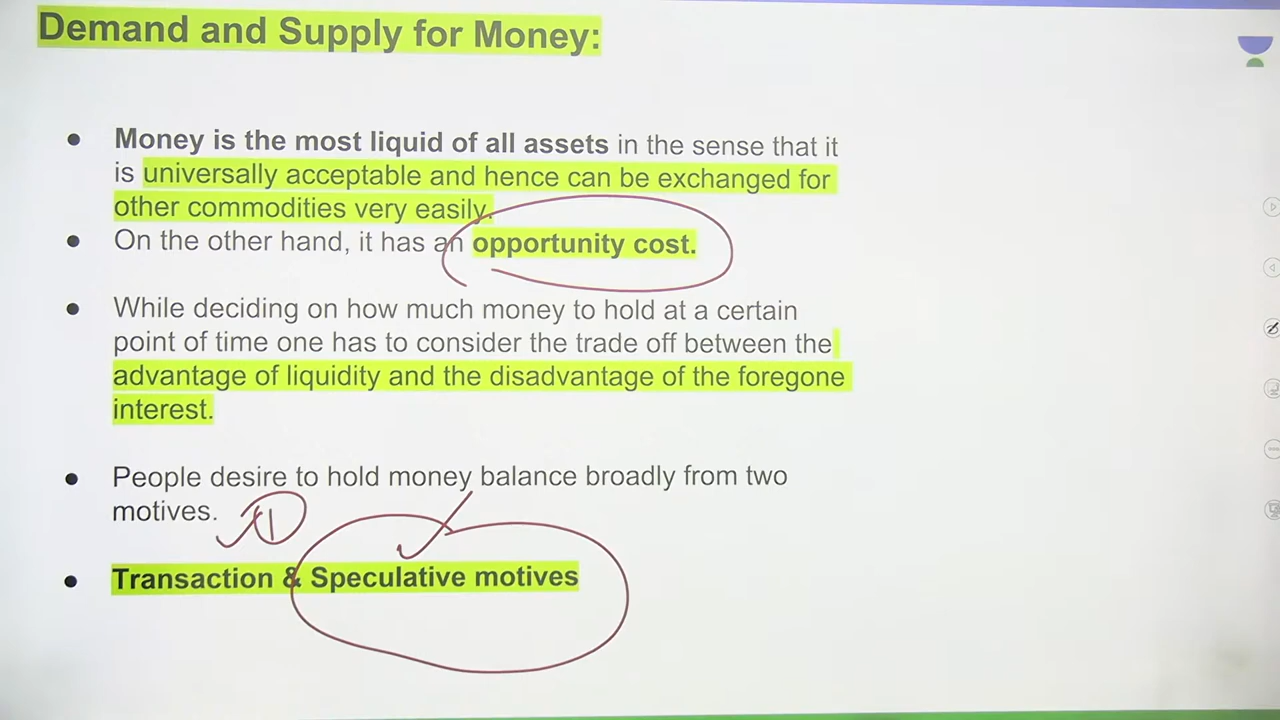 Demand and Supply for Money:
● Money is the most liquid of all assets in the sense that it
is universally acceptable and hence can be exchanged for
other commodities very easily.
● On the other hand, it has an opportunity cost.
● While deciding on how much money to hold at a certain
point of time one has to consider the trade off between the
advantage of liquidity and the disadvantage of the foregone
interest.
● People desire to hold money balance broadly from two
motives.
1
● Transaction & Speculative motives